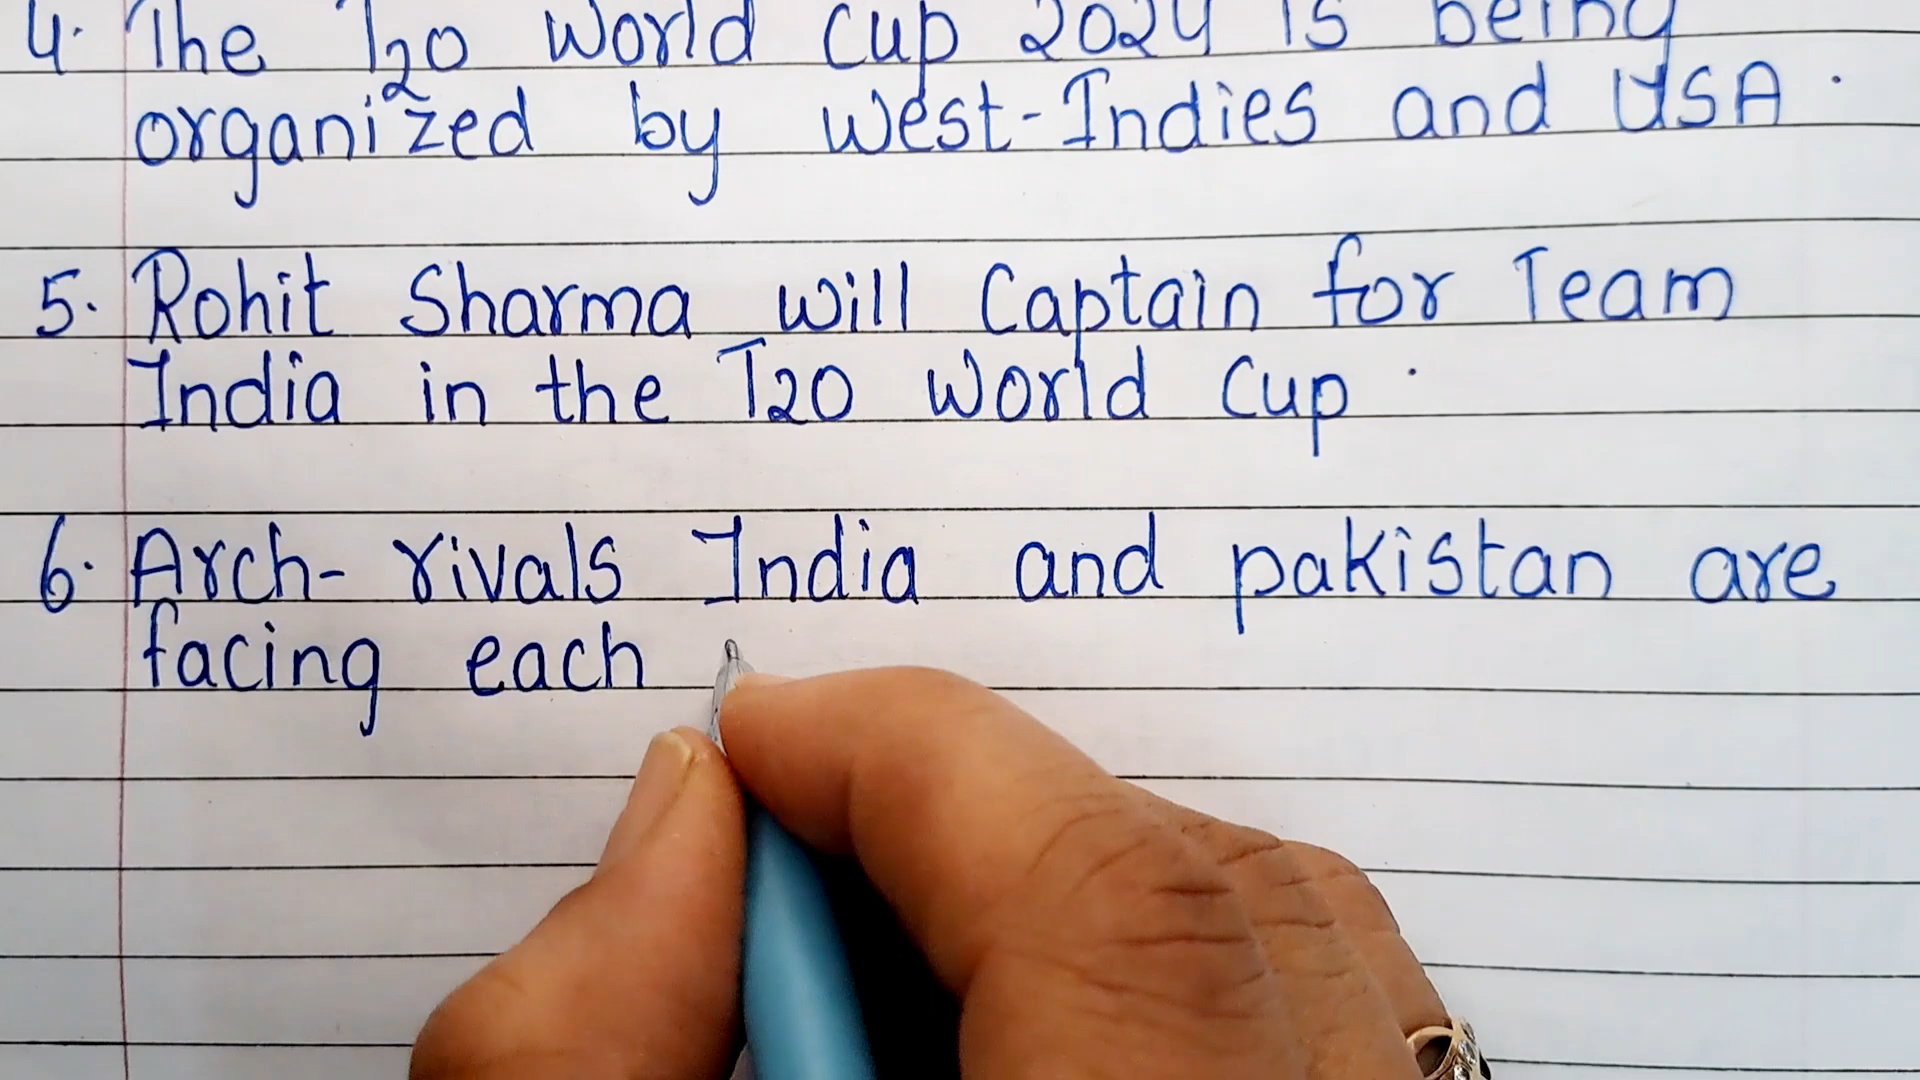 4. The T20 World Cup 2024 is being
organized by West-Indies and USA.
5. Rohit Sharma will Captain for Team
India in the T20 World Cup.
6. Arch-rivals India and pakistan are
facing each